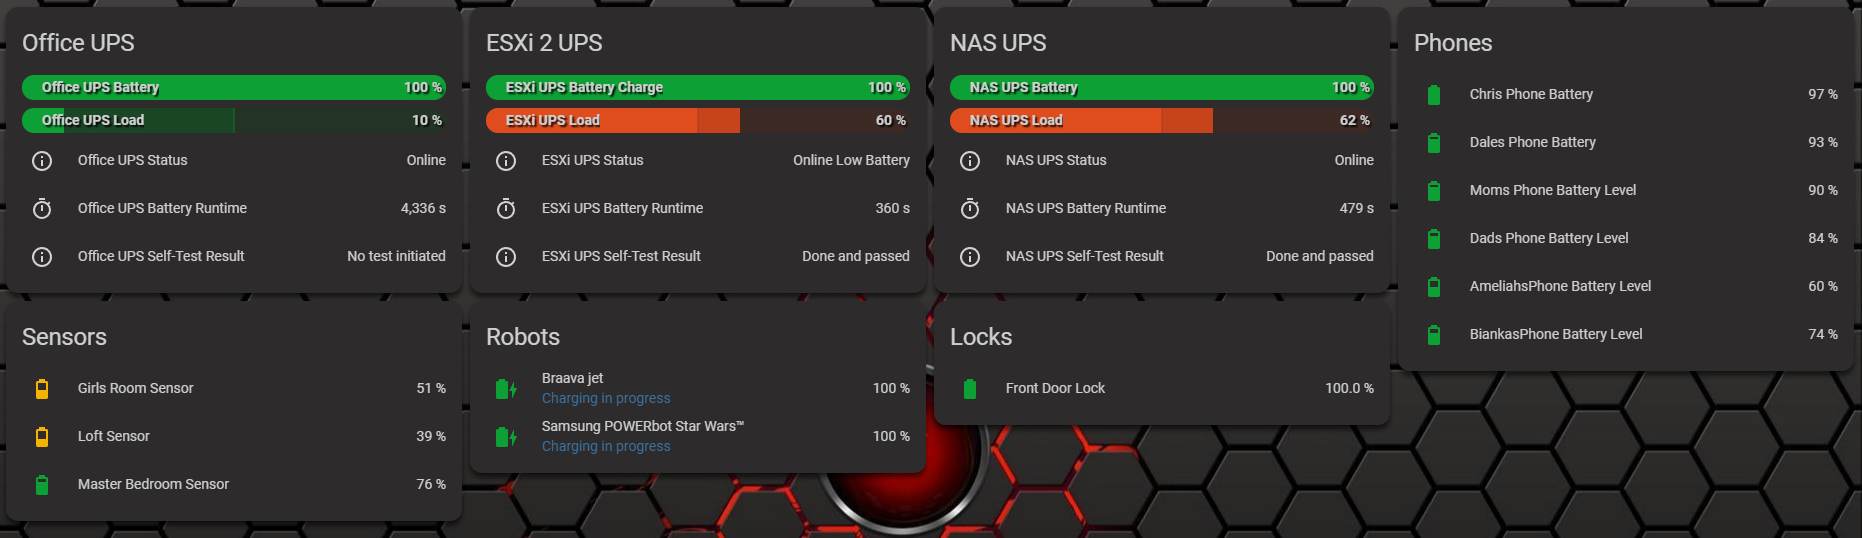 Office UPS
Office UPS Battery 100 %
Office UPS Load 10 %
Office UPS Status Online
Office UPS Battery Runtime 4,336 s
Office UPS Self-Test Result No test initiated
ESXi 2 UPS
ESXi UPS Battery Charge 100 %
ESXi UPS Load 60 %
ESXi UPS Status Online Low Battery
ESXi UPS Battery Runtime 360 s
ESXi UPS Self-Test Result Done and passed
NAS UPS
NAS UPS Battery 100 %
NAS UPS Load 62 %
NAS UPS Status Online
NAS UPS Battery Runtime 479 s
NAS UPS Self-Test Result Done and passed
Phones
Chris Phone Battery 97 %
Dales Phone Battery 93 %
Moms Phone Battery Level 90 %
Dads Phone Battery Level 84 %
AmeliahsPhone Battery Level 60 %
BiankasPhone Battery Level 74 %
Sensors
Girls Room Sensor 51 %
Loft Sensor 39 %
Master Bedroom Sensor 76 %
Robots
Braava jet 100 %
Charging in progress
Samsung POWERbot Star Wars™ 100 %
Charging in progress
Locks
Front Door Lock 100.0 %